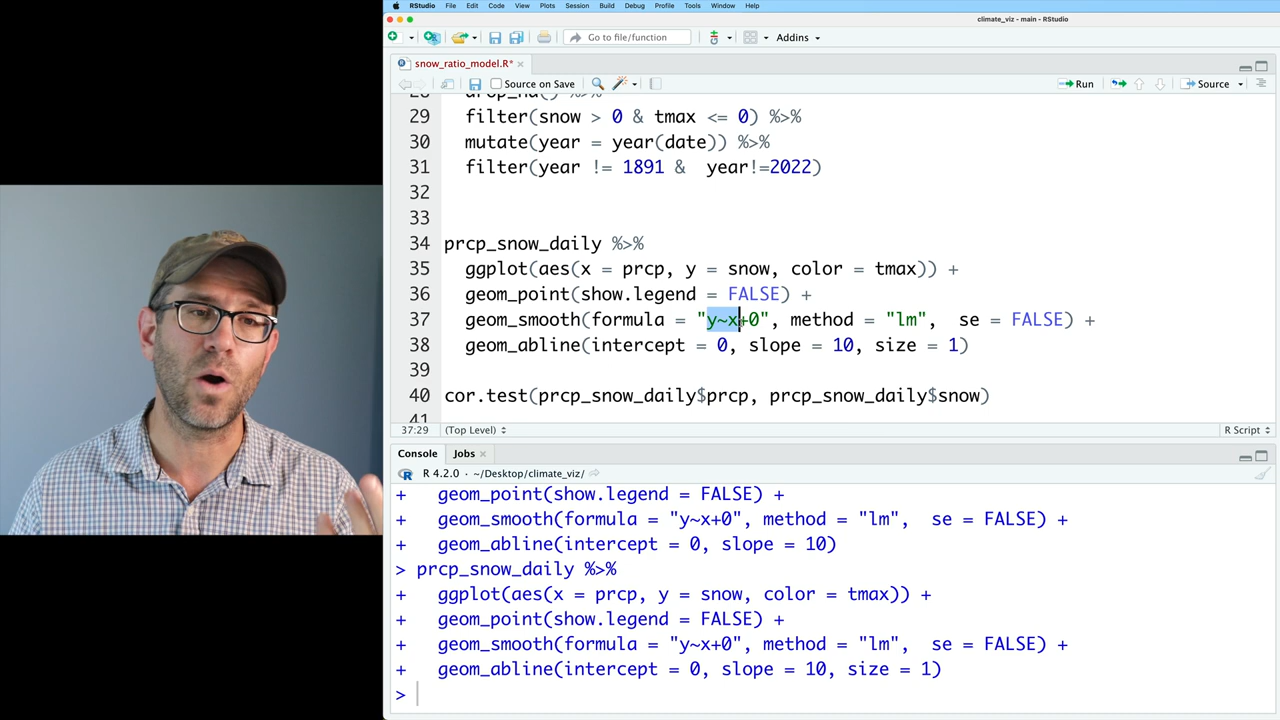 RStudio File Edit Code View Plots Session Build Debug Profile Tools Window Help
climate_viz - main - RStudio
Go to file/function Addins
snow_ratio_model.R*
Source on Save Run Source
29 filter(snow > 0 & tmax <= 0) %>%
30 mutate(year = year(date)) %>%
31 filter(year != 1891 & year!=2022)
32
33
34 prcp_snow_daily %>%
35 ggplot(aes(x = prcp, y = snow, color = tmax)) +
36 geom_point(show.legend = FALSE) +
37 geom_smooth(formula = "y~x+0", method = "lm", se = FALSE) +
38 geom_abline(intercept = 0, slope = 10, size = 1)
39
40 cor.test(prcp_snow_daily$prcp, prcp_snow_daily$snow)
41
37:29 (Top Level) R Script
Console Jobs
R 4.2.0 · ~/Desktop/climate_viz/
+ geom_point(show.legend = FALSE) +
+ geom_smooth(formula = "y~x+0", method = "lm", se = FALSE) +
+ geom_abline(intercept = 0, slope = 10)
> prcp_snow_daily %>%
+ ggplot(aes(x = prcp, y = snow, color = tmax)) +
+ geom_point(show.legend = FALSE) +
+ geom_smooth(formula = "y~x+0", method = "lm", se = FALSE) +
+ geom_abline(intercept = 0, slope = 10, size = 1)
>